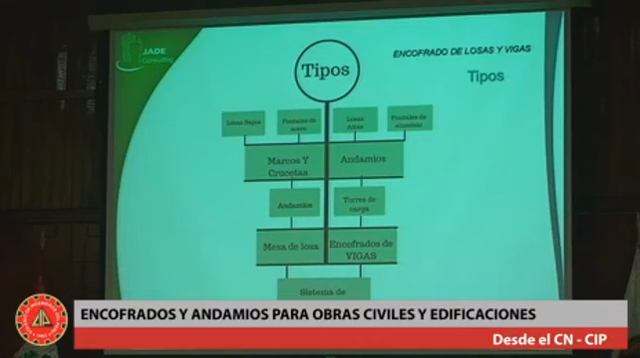 JADE
Consulting
ENCOFRADO DE LOSAS Y VIGAS
Tipos
Tipos
Losas Bajas
Puntales de
acero
Losas
Altas
Puntales de
aluminio
Marcos Y
Crucetas
Andamios
Andamios
Torres de
carga
Mesa de losa
Encofrados de
VIGAS
Sistema de
ENCOFRADOS Y ANDAMIOS PARA OBRAS CIVILES Y EDIFICACIONES
Desde el CN - CIP